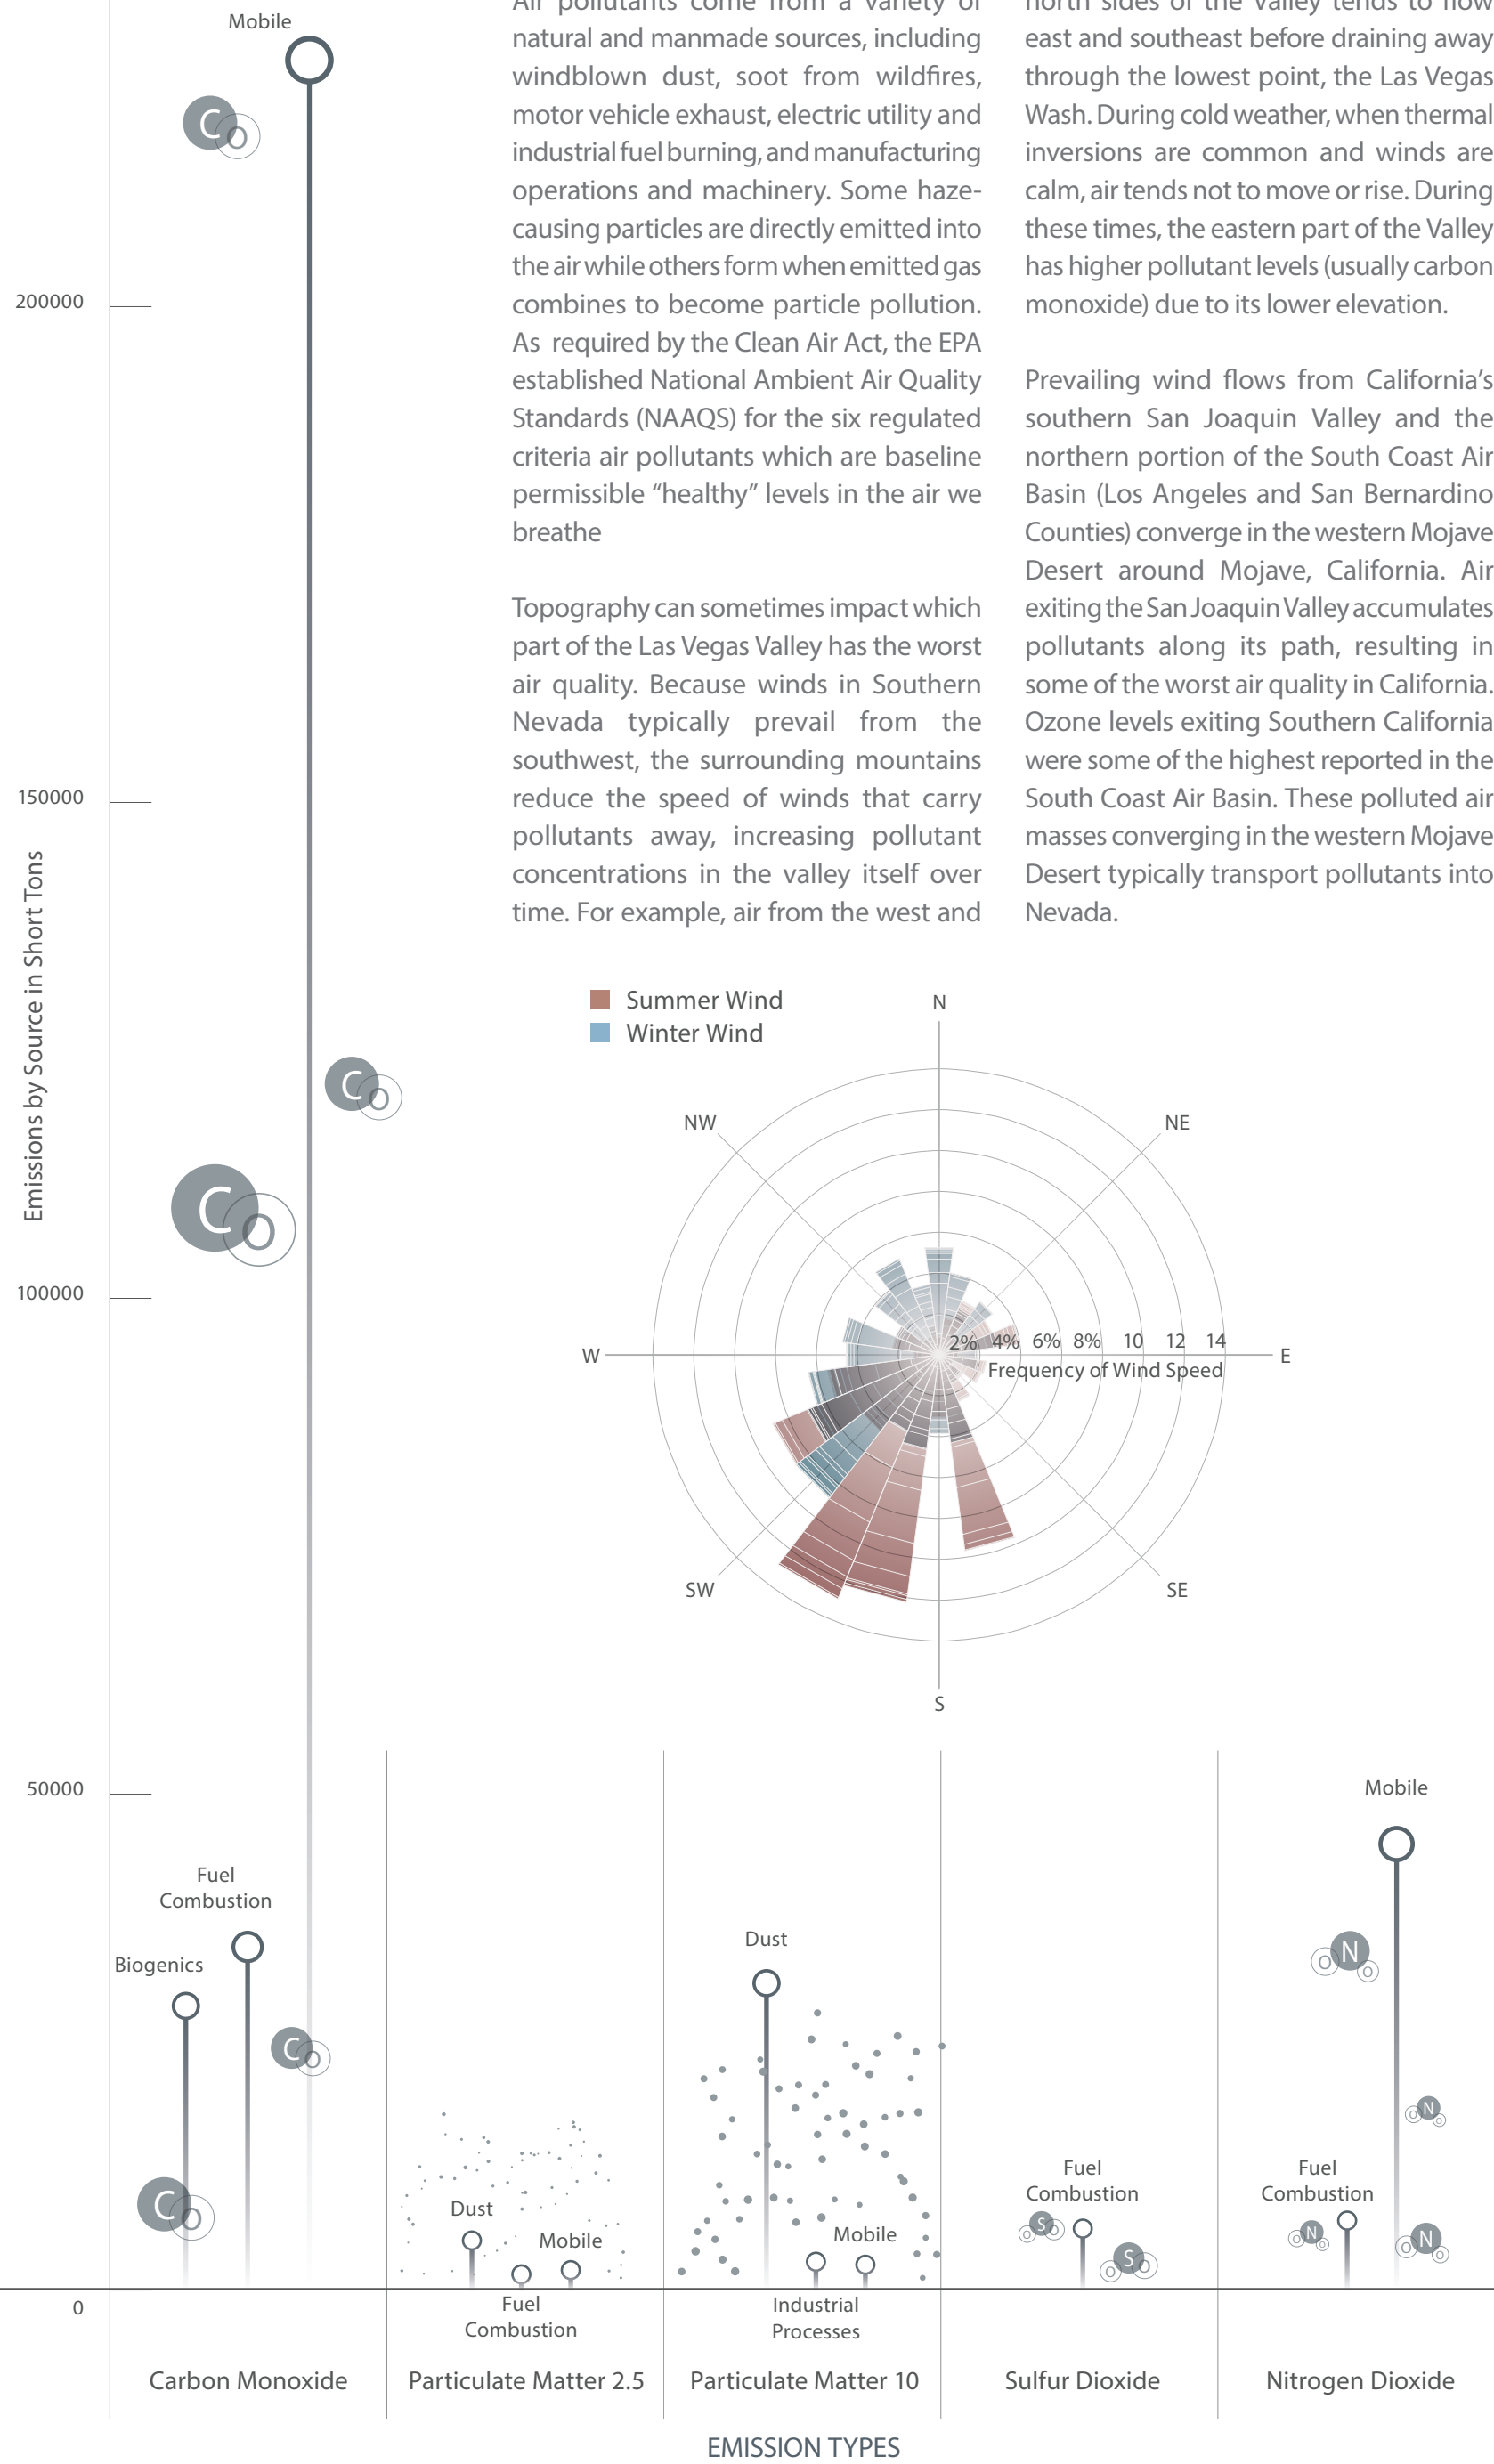 Air pollutants come from a variety of
natural and manmade sources, including
windblown dust, soot from wildfires,
motor vehicle exhaust, electric utility and
industrial fuel burning, and manufacturing
operations and machinery. Some haze-
causing particles are directly emitted into
the air while others form when emitted gas
combines to become particle pollution.
As required by the Clean Air Act, the EPA
established National Ambient Air Quality
Standards (NAAQS) for the six regulated
criteria air pollutants which are baseline
permissible “healthy” levels in the air we
breathe
Topography can sometimes impact which
part of the Las Vegas Valley has the worst
air quality. Because winds in Southern
Nevada typically prevail from the
southwest, the surrounding mountains
reduce the speed of winds that carry
pollutants away, increasing pollutant
concentrations in the valley itself over
time. For example, air from the west and
north sides of the Valley tends to flow
east and southeast before draining away
through the lowest point, the Las Vegas
Wash. During cold weather, when thermal
inversions are common and winds are
calm, air tends not to move or rise. During
these times, the eastern part of the Valley
has higher pollutant levels (usually carbon
monoxide) due to its lower elevation.
Prevailing wind flows from California’s
southern San Joaquin Valley and the
northern portion of the South Coast Air
Basin (Los Angeles and San Bernardino
Counties) converge in the western Mojave
Desert around Mojave, California. Air
exiting the San Joaquin Valley accumulates
pollutants along its path, resulting in
some of the worst air quality in California.
Ozone levels exiting Southern California
were some of the highest reported in the
South Coast Air Basin. These polluted air
masses converging in the western Mojave
Desert typically transport pollutants into
Nevada.
Summer Wind
Winter Wind
N
NW
NE
W
2% 4% 6% 8% 10 12 14
E
Frequency of Wind Speed
SW
SE
S
Emissions by Source in Short Tons
200000
150000
100000
50000
0
Mobile
C O
C O
C O
Fuel
Combustion
Biogenics
C O
C O
Dust
Mobile
Fuel
Combustion
Dust
Mobile
Industrial
Processes
Fuel
Combustion
O S O
O S O
Mobile
O N O
O N O
Fuel
Combustion
O N O
O N O
Carbon Monoxide
Particulate Matter 2.5
Particulate Matter 10
Sulfur Dioxide
Nitrogen Dioxide
EMISSION TYPES